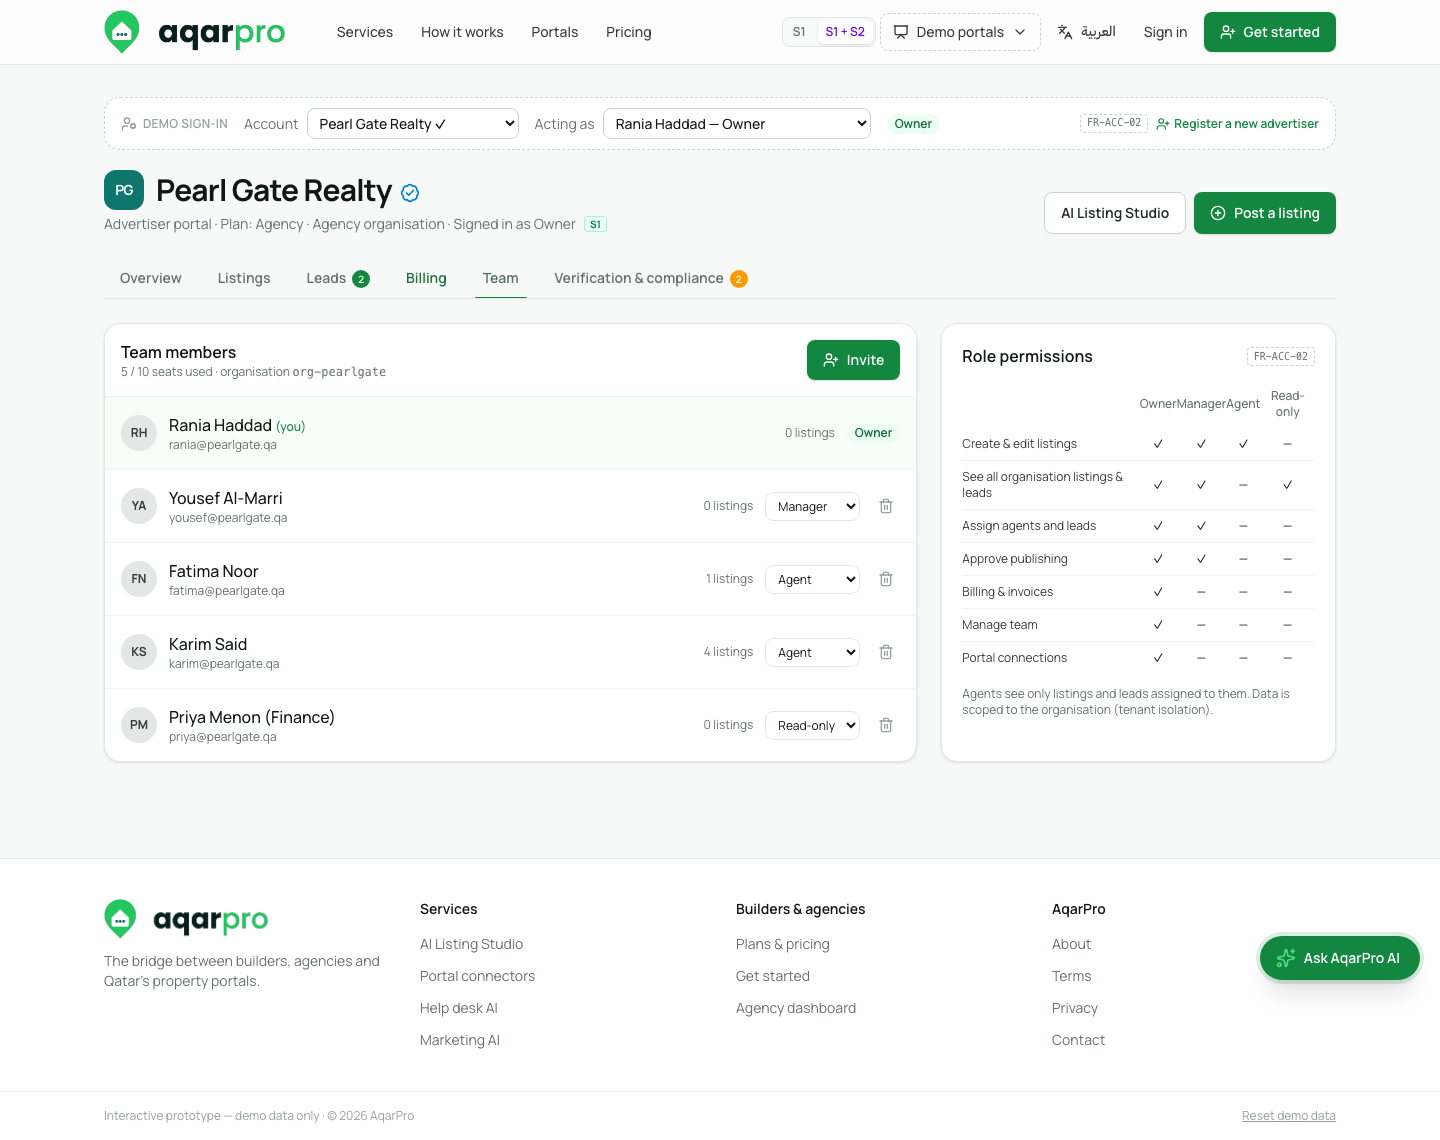 aqarpro
Services How it works Portals Pricing S1 S1 + S2 Demo portals العربية Sign in Get started
DEMO SIGN-IN Account Pearl Gate Realty ✓ Acting as Rania Haddad — Owner Owner FR-ACC-02 Register a new advertiser
PG Pearl Gate Realty
Advertiser portal · Plan: Agency · Agency organisation · Signed in as Owner S1
AI Listing Studio Post a listing
Overview Listings Leads 2 Billing Team Verification & compliance 2
Team members
5 / 10 seats used · organisation org-pearlgate
Invite
RH Rania Haddad (you)
rania@pearlgate.qa
0 listings Owner
YA Yousef Al-Marri
yousef@pearlgate.qa
0 listings Manager
FN Fatima Noor
fatima@pearlgate.qa
1 listings Agent
KS Karim Said
karim@pearlgate.qa
4 listings Agent
PM Priya Menon (Finance)
priya@pearlgate.qa
0 listings Read-only
Role permissions FR-ACC-02
Owner Manager Agent Read-
only
Create & edit listings ✓ ✓ ✓ —
See all organisation listings &
leads ✓ ✓ — ✓
Assign agents and leads ✓ ✓ — —
Approve publishing ✓ ✓ — —
Billing & invoices ✓ — — —
Manage team ✓ — — —
Portal connections ✓ — — —
Agents see only listings and leads assigned to them. Data is
scoped to the organisation (tenant isolation).
aqarpro
The bridge between builders, agencies and
Qatar's property portals.
Services
AI Listing Studio
Portal connectors
Help desk AI
Marketing AI
Builders & agencies
Plans & pricing
Get started
Agency dashboard
AqarPro
About
Terms
Privacy
Contact
Ask AqarPro AI
Interactive prototype — demo data only · © 2026 AqarPro
Reset demo data